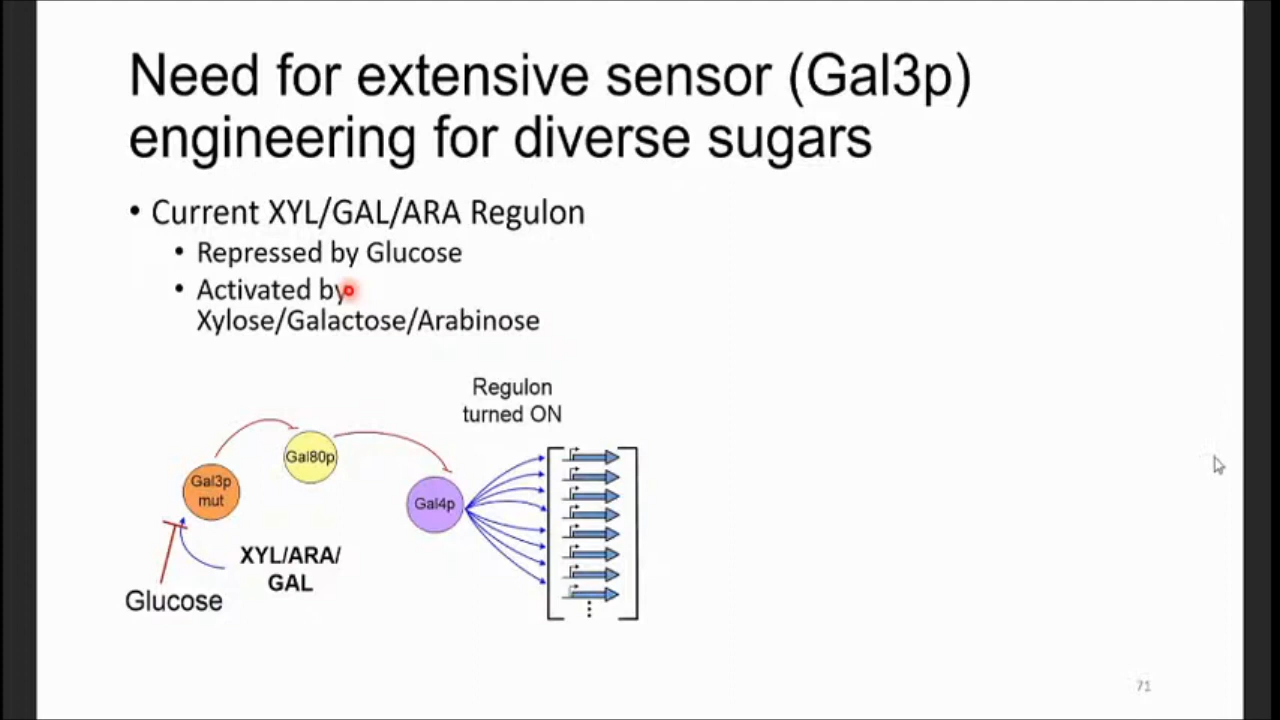 Need for extensive sensor (Gal3p)
engineering for diverse sugars
• Current XYL/GAL/ARA Regulon
• Repressed by Glucose
• Activated by
Xylose/Galactose/Arabinose
Regulon
turned ON
Gal80p
Gal3p
mut
Gal4p
XYL/ARA/
GAL
Glucose
71